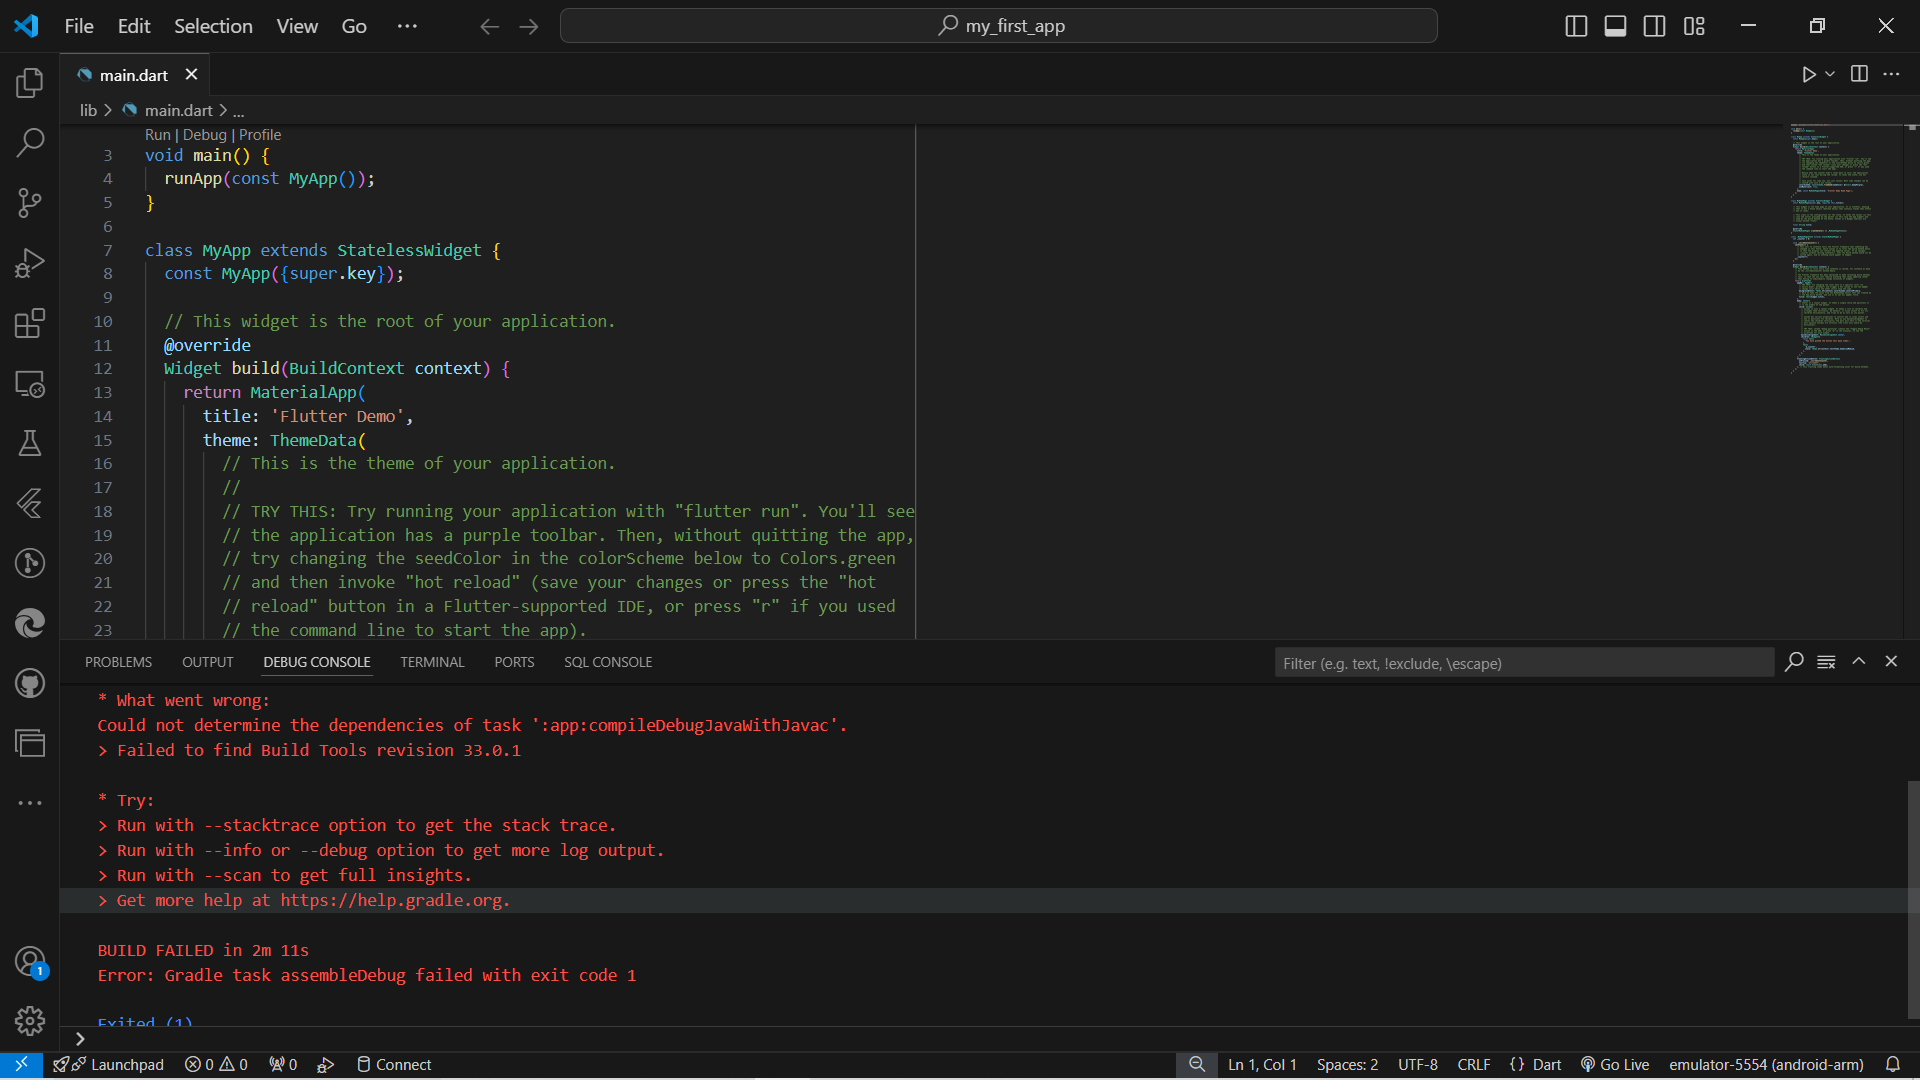 File Edit Selection View Go ··· my_first_app
main.dart
lib > main.dart > ...
Run | Debug | Profile
3 void main() {
4 runApp(const MyApp());
5 }
6
7 class MyApp extends StatelessWidget {
8 const MyApp({super.key});
9
10 // This widget is the root of your application.
11 @override
12 Widget build(BuildContext context) {
13 return MaterialApp(
14 title: 'Flutter Demo',
15 theme: ThemeData(
16 // This is the theme of your application.
17 //
18 // TRY THIS: Try running your application with "flutter run". You'll see
19 // the application has a purple toolbar. Then, without quitting the app,
20 // try changing the seedColor in the colorScheme below to Colors.green
21 // and then invoke "hot reload" (save your changes or press the "hot
22 // reload" button in a Flutter-supported IDE, or press "r" if you used
23 // the command line to start the app).
PROBLEMS OUTPUT DEBUG CONSOLE TERMINAL PORTS SQL CONSOLE Filter (e.g. text, !exclude, \escape)
* What went wrong:
Could not determine the dependencies of task ':app:compileDebugJavaWithJavac'.
> Failed to find Build Tools revision 33.0.1
* Try:
> Run with --stacktrace option to get the stack trace.
> Run with --info or --debug option to get more log output.
> Run with --scan to get full insights.
> Get more help at https://help.gradle.org.
BUILD FAILED in 2m 11s
Error: Gradle task assembleDebug failed with exit code 1
1
Exited (1)
>
Launchpad 0 0 0 Connect Ln 1, Col 1 Spaces: 2 UTF-8 CRLF {} Dart Go Live emulator-5554 (android-arm)